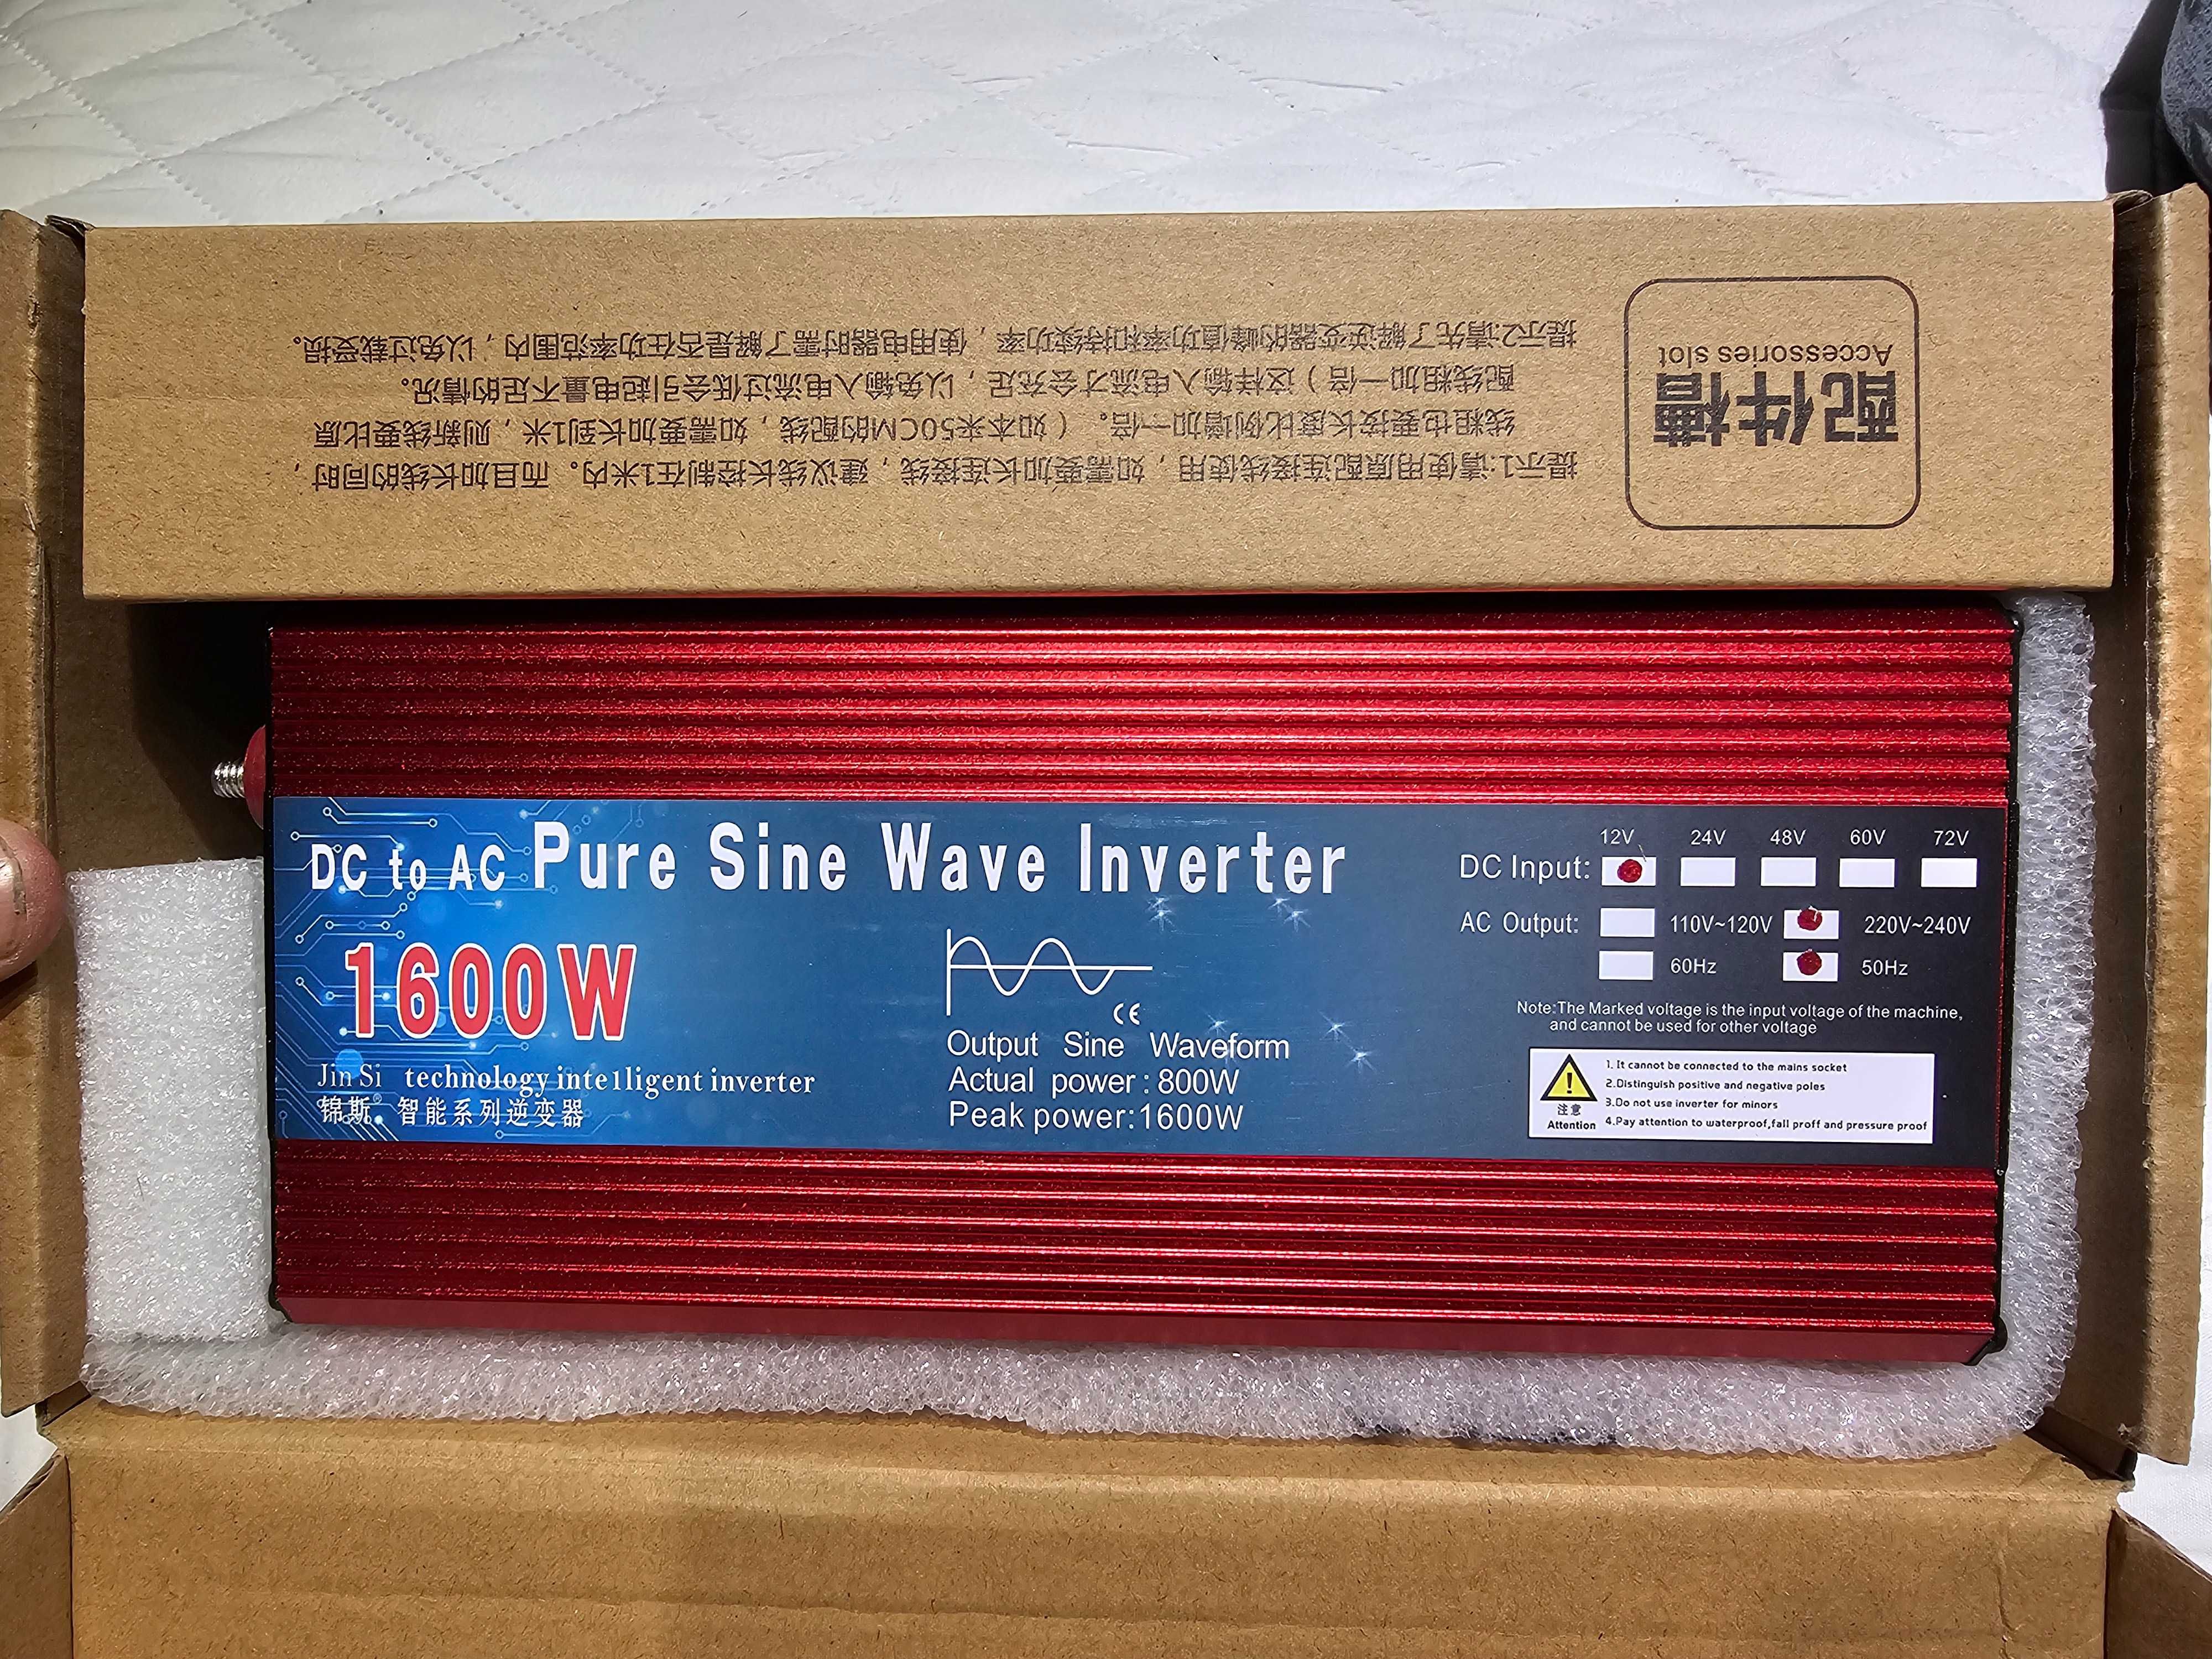 配件槽
Accessories slot
提示1:请使用原配连接线使用，如需要加长连接线，建议线长控制在1米内。而且加长线的同时，
线粗也要按长度比例增加一倍。（如本来50CM的配线，如需要加长到1米，则新线要比原
配线粗加一倍）这样输入电流才会充足，以免输入电流过低会引起电量不足的情况。
提示2:请先了解逆变器的峰值功率和持续功率，使用电器时需了解是否在功率范围内，以免过载受损。
DC to AC Pure Sine Wave Inverter
1600W
Jin Si technology inte1ligent inverter
锦斯® 智能系列逆变器
CE
Output Sine Waveform
Actual power:800W
Peak power:1600W
12V 24V 48V 60V 72V
DC Input:
AC Output: 110V~120V 220V~240V
60Hz 50Hz
Note:The Marked voltage is the input voltage of the machine,
and cannot be used for other voltage
注意
Attention
1. It cannot be connected to the mains socket
2.Distinguish positive and negative poles
3.Do not use inverter for minors
4.Pay attention to waterproof,fall proff and pressure proof